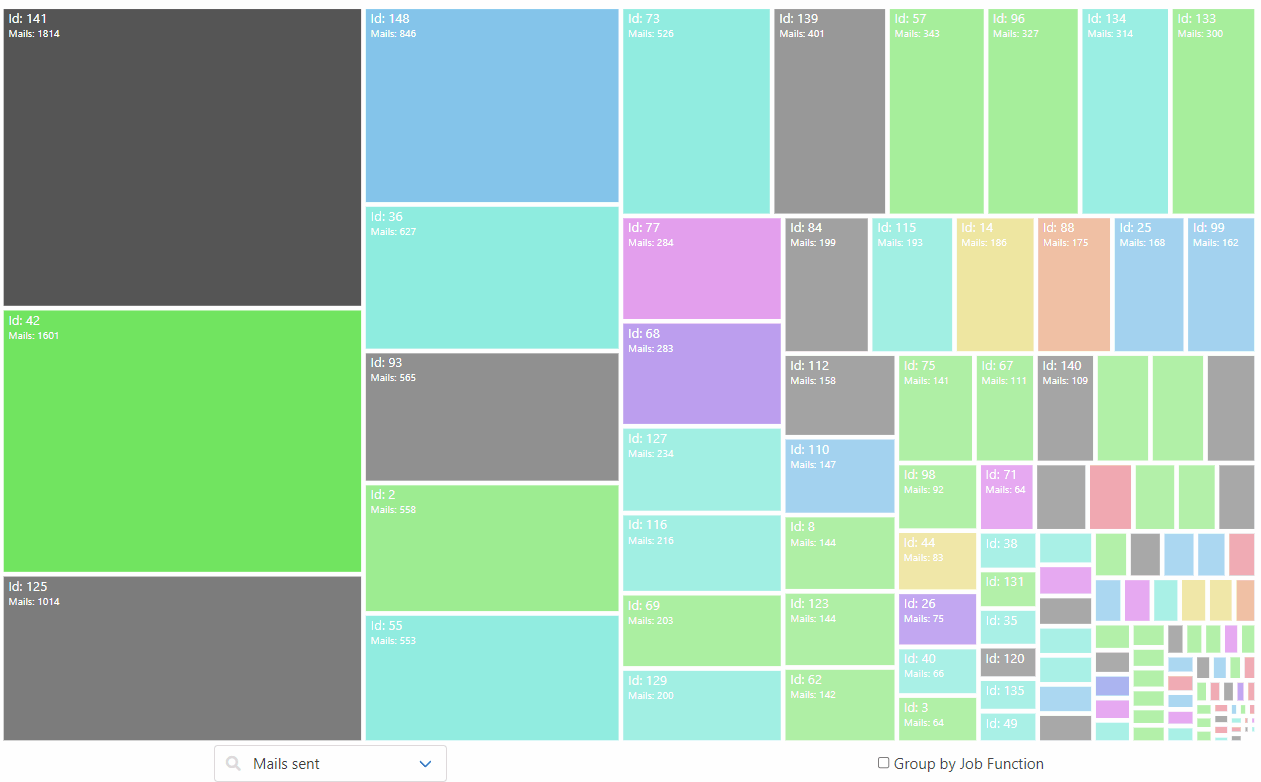 Id: 141
Mails: 1814
Id: 42
Mails: 1601
Id: 125
Mails: 1014
Id: 148
Mails: 846
Id: 36
Mails: 627
Id: 93
Mails: 565
Id: 2
Mails: 558
Id: 55
Mails: 553
Id: 73
Mails: 526
Id: 139
Mails: 401
Id: 57
Mails: 343
Id: 96
Mails: 327
Id: 134
Mails: 314
Id: 133
Mails: 300
Id: 77
Mails: 284
Id: 68
Mails: 283
Id: 127
Mails: 234
Id: 116
Mails: 216
Id: 69
Mails: 203
Id: 129
Mails: 200
Id: 84
Mails: 199
Id: 115
Mails: 193
Id: 14
Mails: 186
Id: 88
Mails: 175
Id: 25
Mails: 168
Id: 99
Mails: 162
Id: 112
Mails: 158
Id: 110
Mails: 147
Id: 8
Mails: 144
Id: 123
Mails: 144
Id: 62
Mails: 142
Id: 75
Mails: 141
Id: 67
Mails: 111
Id: 140
Mails: 109
Id: 98
Mails: 92
Id: 71
Mails: 64
Id: 44
Mails: 83
Id: 26
Mails: 75
Id: 40
Mails: 66
Id: 3
Mails: 64
Id: 38
Id: 131
Id: 35
Id: 120
Id: 135
Id: 49
Mails sent
Group by Job Function